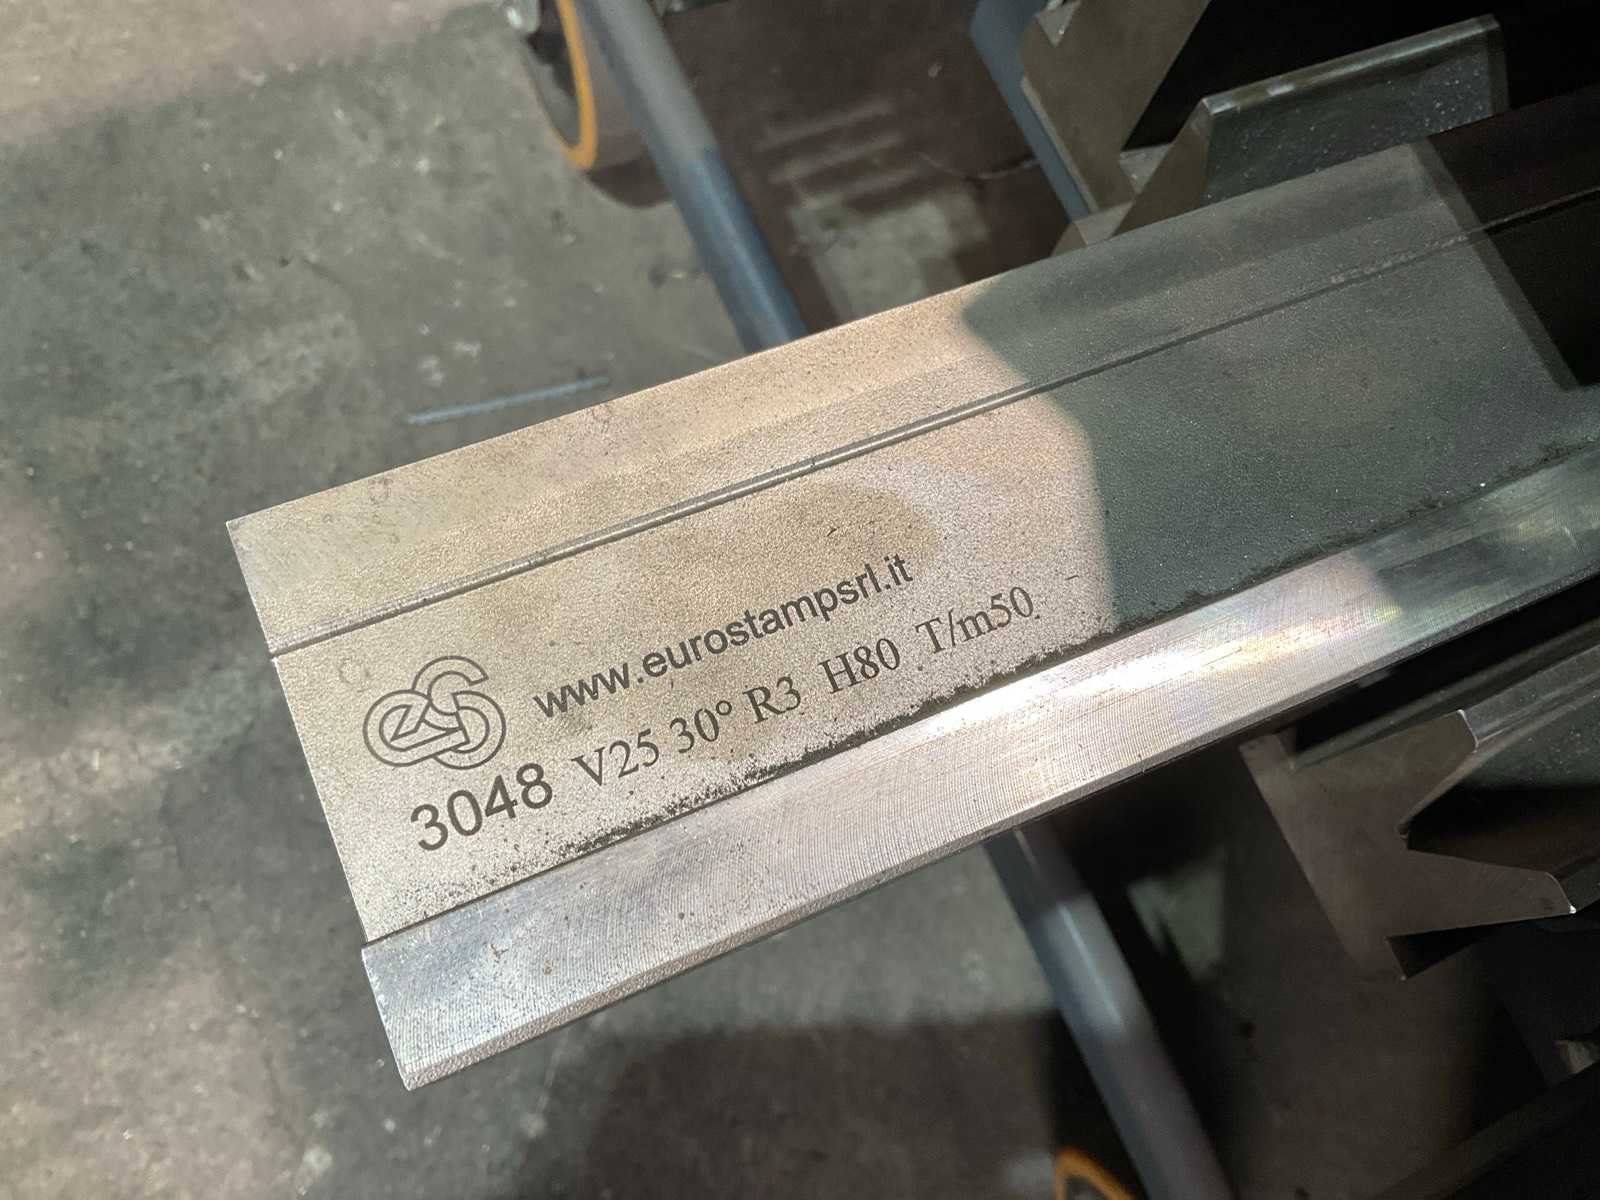 www.eurostampsrl.it
3048 V25 30° R3 H80 T/m50